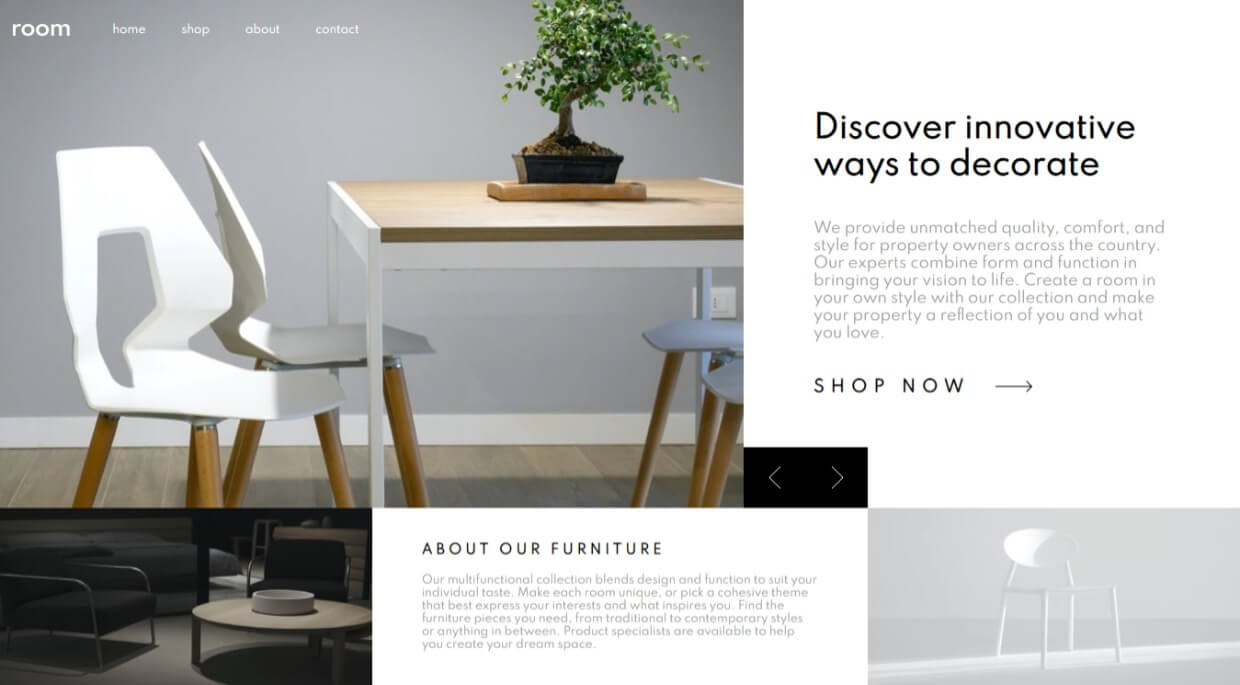 room
home shop about contact
Discover innovative
ways to decorate
We provide unmatched quality, comfort, and
style for property owners across the country.
Our experts combine form and function in
bringing your vision to life. Create a room in
your own style with our collection and make
your property a reflection of you and what
you love.
SHOP NOW
ABOUT OUR FURNITURE
Our multifunctional collection blends design and function to suit your
individual taste. Make each room unique, or pick a cohesive theme
that best express your interests and what inspires you. Find the
furniture pieces you need, from traditional to contemporary styles
or anything in between. Product specialists are available to help
you create your dream space.